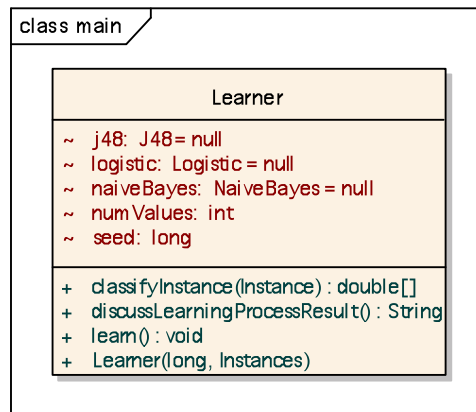 class main
Learner
~ j48: J48 = null
~ logistic: Logistic = null
~ naiveBayes: NaiveBayes = null
~ numValues: int
~ seed: long
+ classifyInstance(Instance) : double[]
+ discussLearningProcessResult() : String
+ learn() : void
+ Learner(long, Instances)